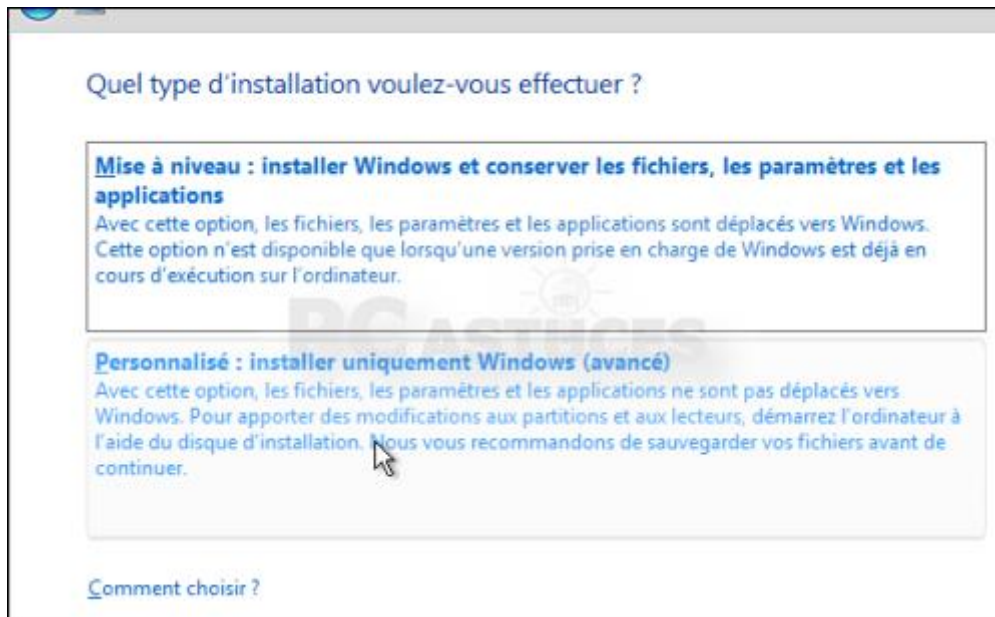 Quel type d'installation voulez-vous effectuer ?
Mise à niveau : installer Windows et conserver les fichiers, les paramètres et les
applications
Avec cette option, les fichiers, les paramètres et les applications sont déplacés vers Windows.
Cette option n'est disponible que lorsqu'une version prise en charge de Windows est déjà en
cours d'exécution sur l'ordinateur.
PC ASTUCES
Personnalisé : installer uniquement Windows (avancé)
Avec cette option, les fichiers, les paramètres et les applications ne sont pas déplacés vers
Windows. Pour apporter des modifications aux partitions et aux lecteurs, démarrez l'ordinateur à
l'aide du disque d'installation. Nous vous recommandons de sauvegarder vos fichiers avant de
continuer.
Comment choisir ?